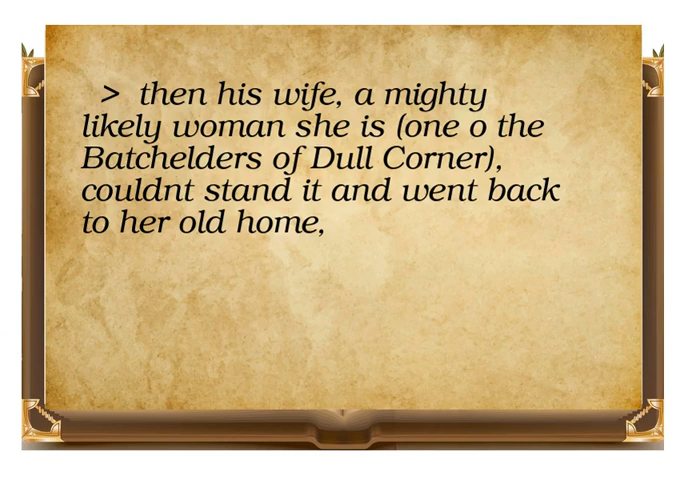 > then his wife, a mighty
likely woman she is (one o the
Batchelders of Dull Corner),
couldnt stand it and went back
to her old home,